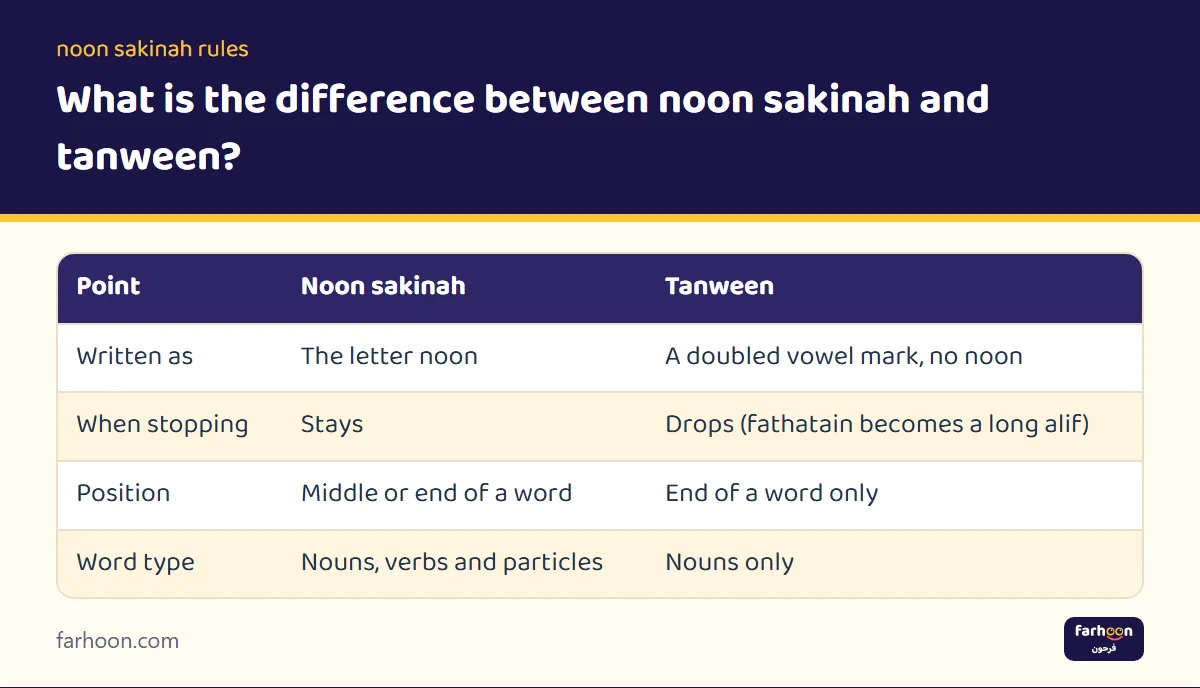 noon sakinah rules
What is the difference between noon sakinah and
tanween?
Point Noon sakinah Tanween
Written as The letter noon A doubled vowel mark, no noon
When stopping Stays Drops (fathatain becomes a long alif)
Position Middle or end of a word End of a word only
Word type Nouns, verbs and particles Nouns only
farhoon.com
farhoon
فرحون